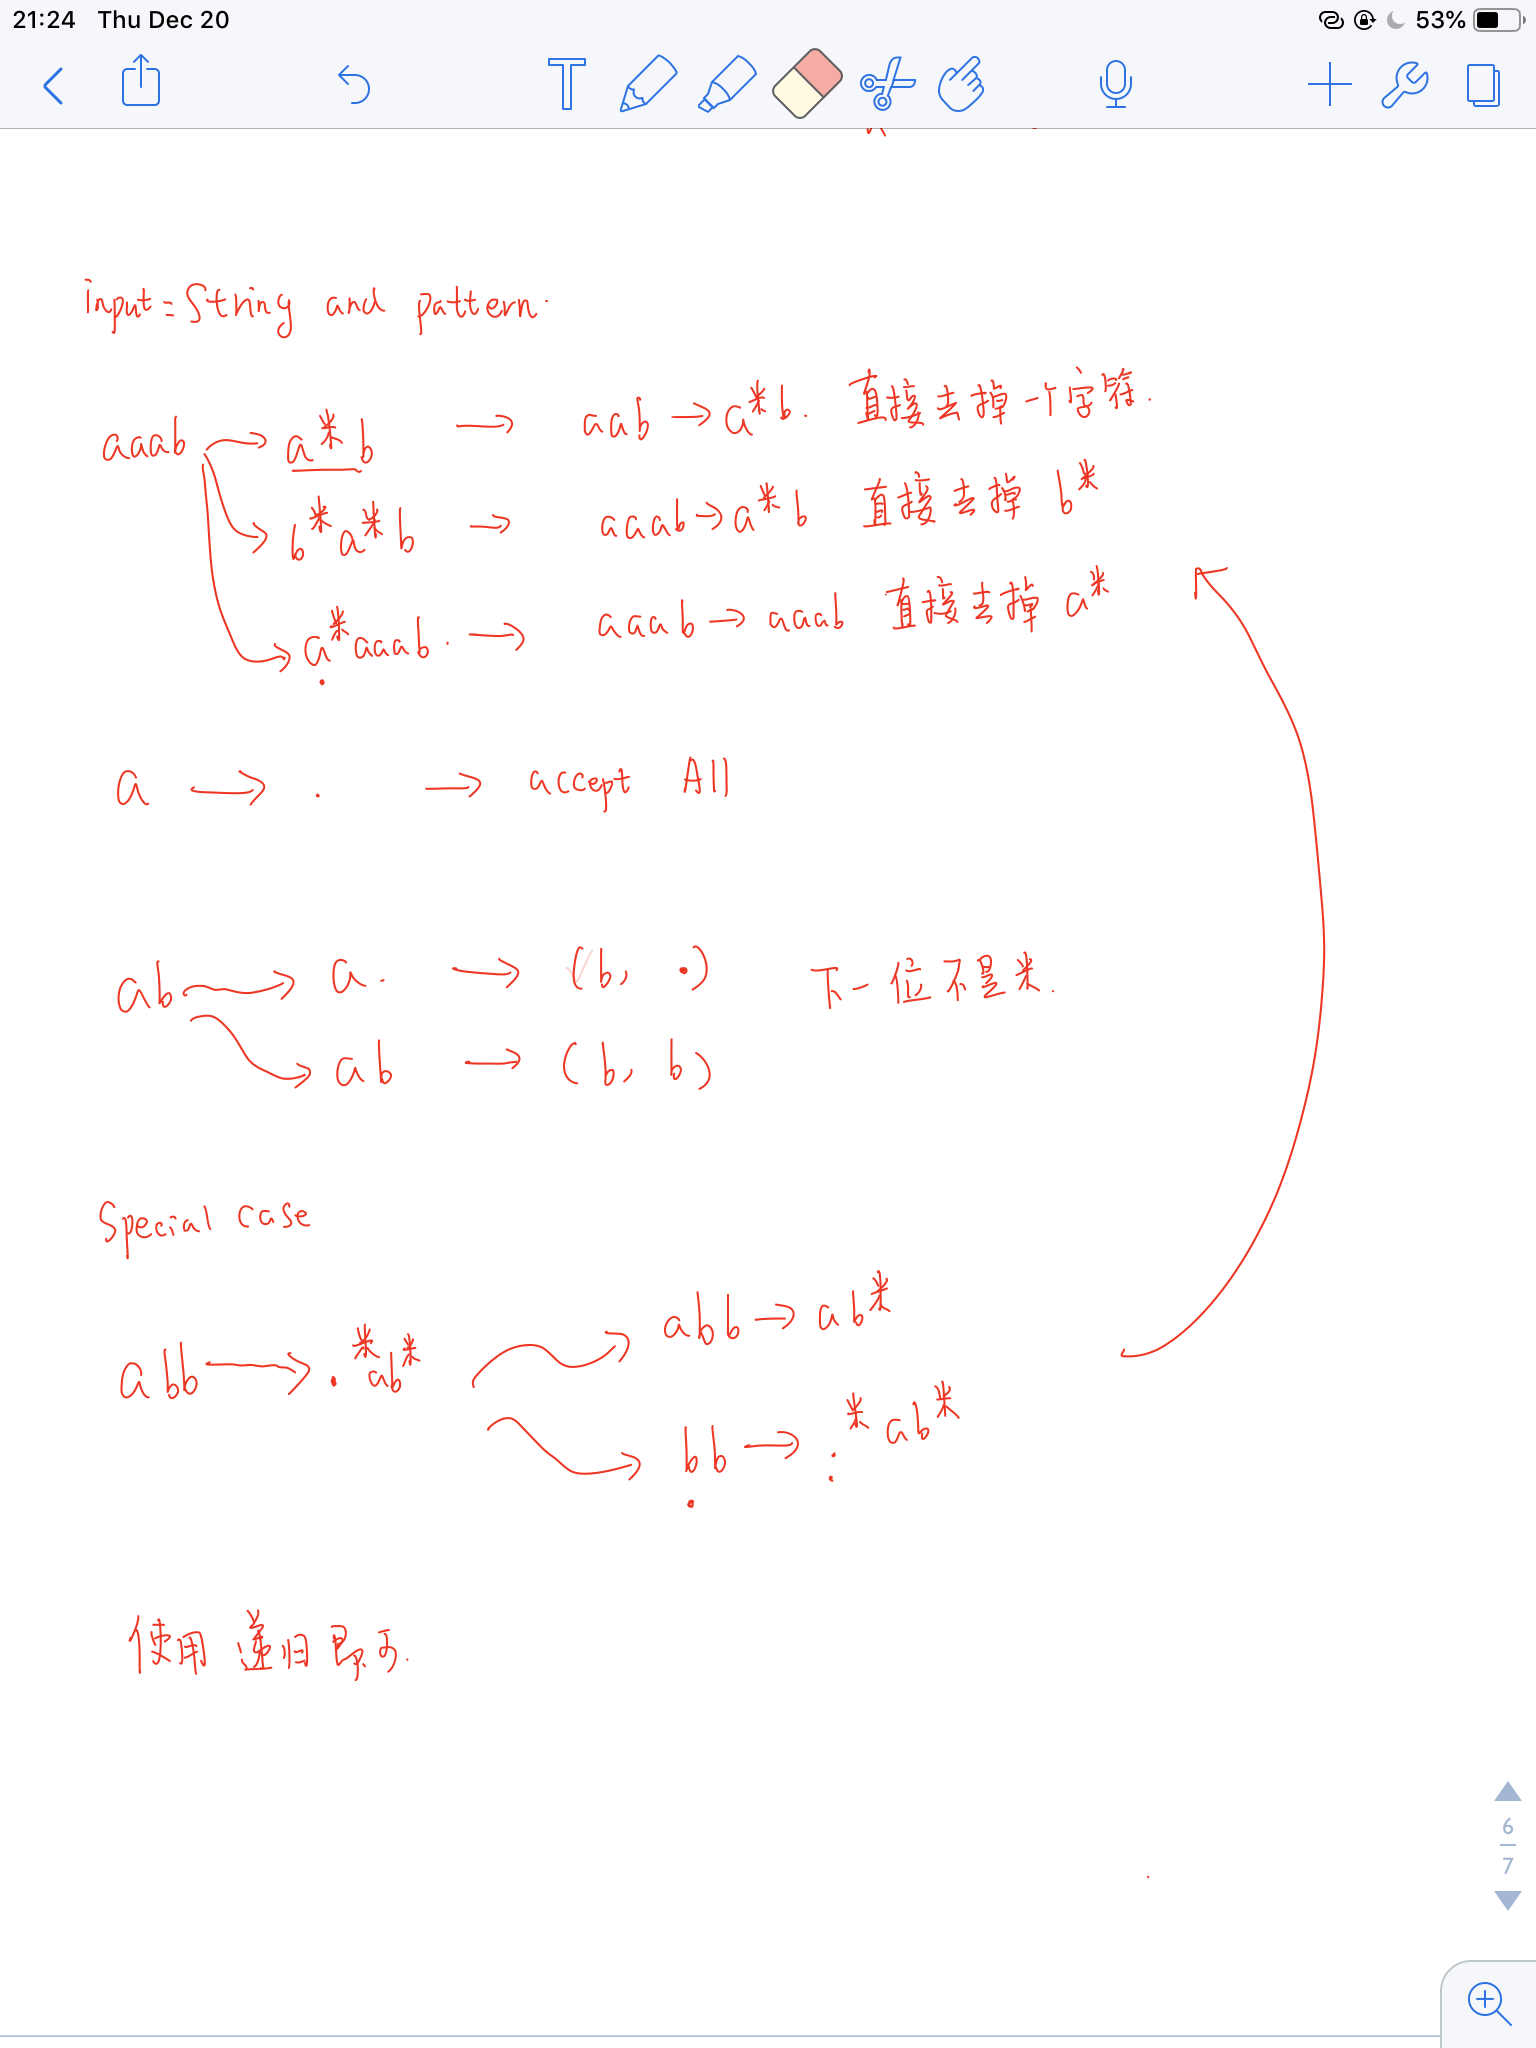 21:24 Thu Dec 20 53%
input = String and pattern.
aaab → a*b → aab → a*b. 直接去掉一个字符.
b*a*b → aaab → a*b 直接去掉 b*
a*aaab. → aaab → aaab 直接去掉 a*
a → . → accept All
ab → a. → (b, .) 下一位不是*.
ab → (b, b)
Special case
abb → .*ab* abb → ab*
bb → .*ab*
使用递归即可.
6
7